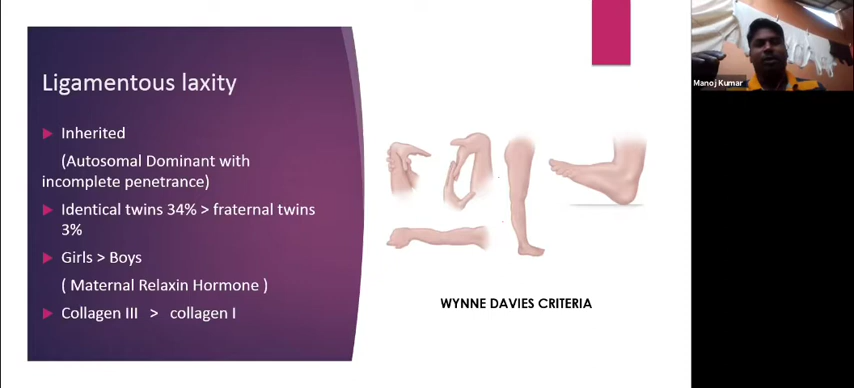 Ligamentous laxity
Inherited
(Autosomal Dominant with
incomplete penetrance)
Identical twins 34% > fraternal twins
3%
Girls > Boys
( Maternal Relaxin Hormone )
Collagen III > collagen I
WYNNE DAVIES CRITERIA
Manoj Kumar